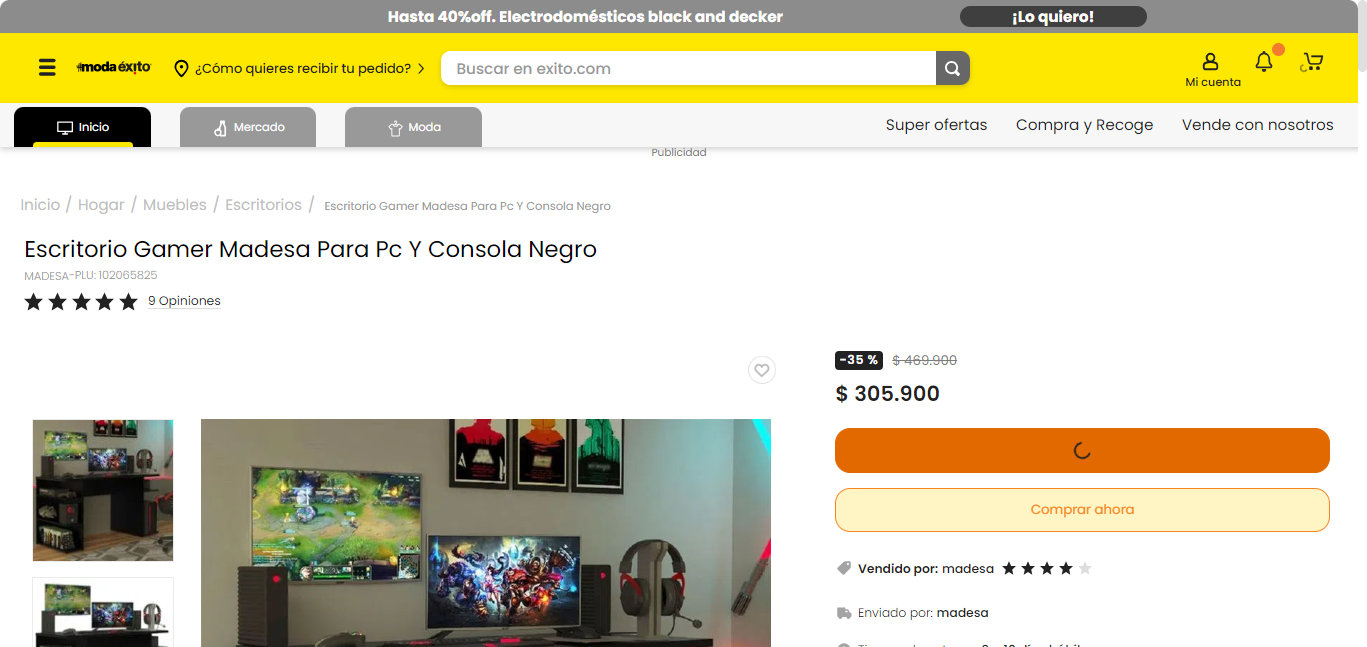 Hasta 40%off. Electrodomésticos black and decker
¡Lo quiero!
moda éxito
¿Cómo quieres recibir tu pedido?
Buscar en exito.com
Mi cuenta
Inicio
Mercado
Moda
Super ofertas
Compra y Recoge
Vende con nosotros
Publicidad
Inicio / Hogar / Muebles / Escritorios / Escritorio Gamer Madesa Para Pc Y Consola Negro
Escritorio Gamer Madesa Para Pc Y Consola Negro
MADESA-PLU: 102065825
9 Opiniones
-35 % $ 469.900
$ 305.900
Comprar ahora
Vendido por: madesa
Enviado por: madesa